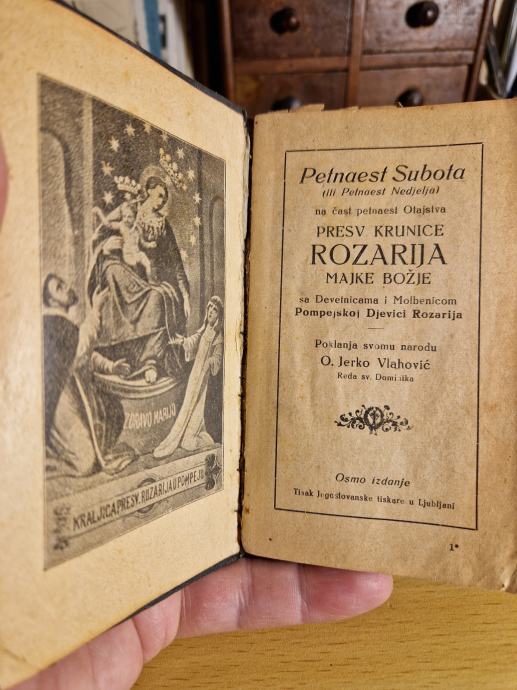 ZDRAVO MARIJO
KRALJICA PRESV. ROZARIJA U POMPEJI
Petnaest Subota
(Ili Petnaest Nedjelja)
na čast petnaest Otajstva
PRESV KRUNICE
ROZARIJA
MAJKE BOŽJE
sa Devetnicama i Molbenicom
Pompejskoj Djevici Rozarija
Poklanja svomu narodu
O. Jerko Vlahović
Reda sv. Dominika
Osmo izdanje
Tisak Jugoslovanske tiskare u Ljubljani
1*